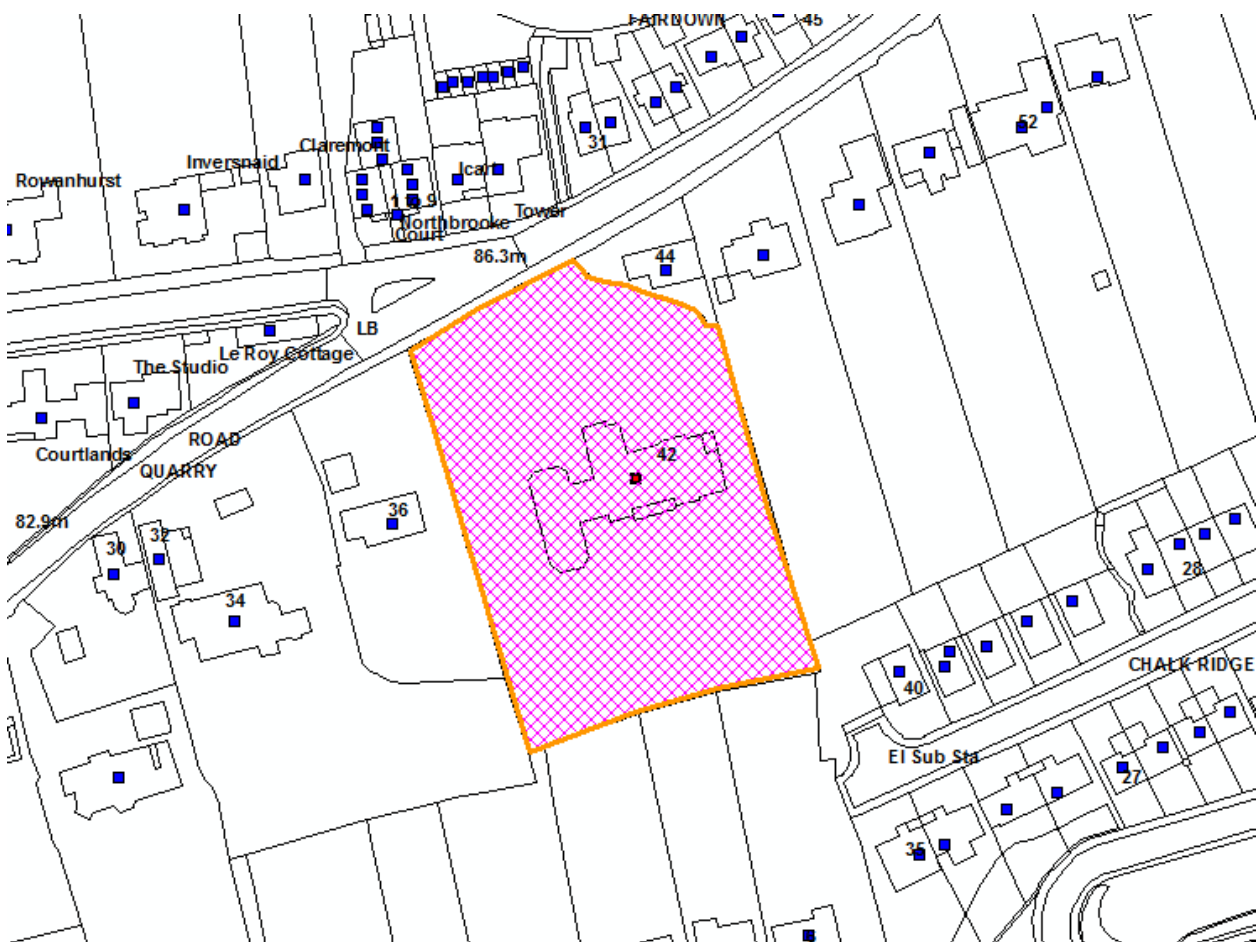 FAIRDOWN
45
31
Claremont
Inversnaid
Rowanhurst
Icart
52
Northbrooke
Court
Tower
86.3m
44
LB
Le Roy Cottage
The Studio
ROAD
Courtlands
QUARRY
42
82.9m
36
30
32
34
28
40
CHALK RIDGE
El Sub Sta
27
35